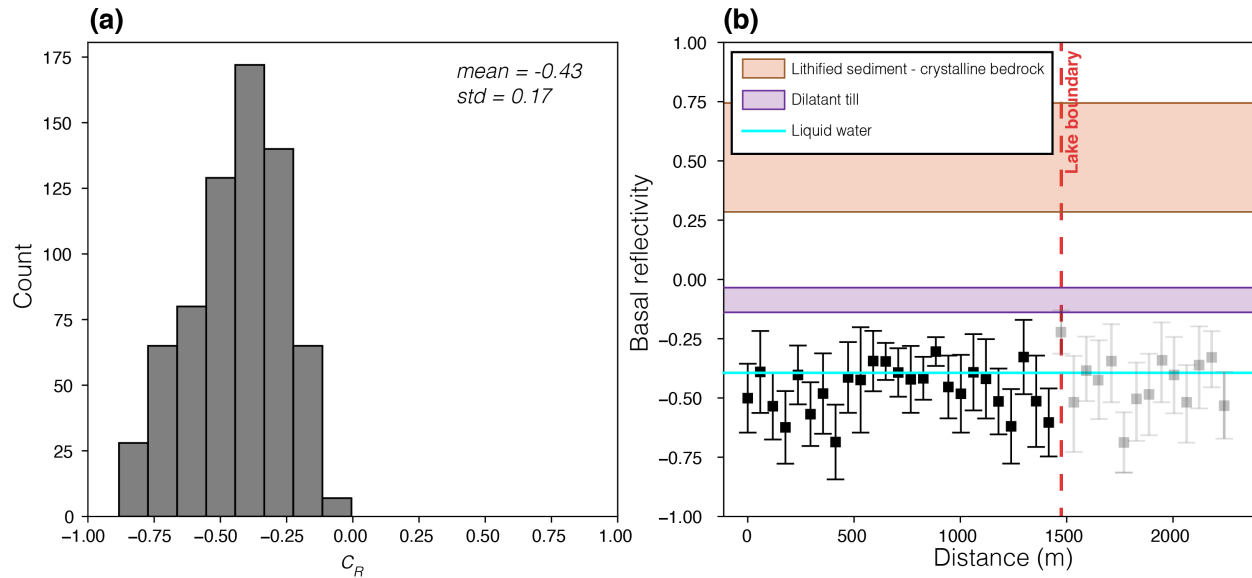 (a)
mean = -0.43
std = 0.17
Count
175
150
125
100
75
50
25
0
−1.00 −0.75 −0.50 −0.25 0.00 0.25 0.50 0.75 1.00
C_R
(b)
Lithified sediment - crystalline bedrock
Dilatant till
Liquid water
Lake boundary
Basal reflectivity
1.00
0.75
0.50
0.25
0.00
−0.25
−0.50
−0.75
−1.00
0 500 1000 1500 2000
Distance (m)